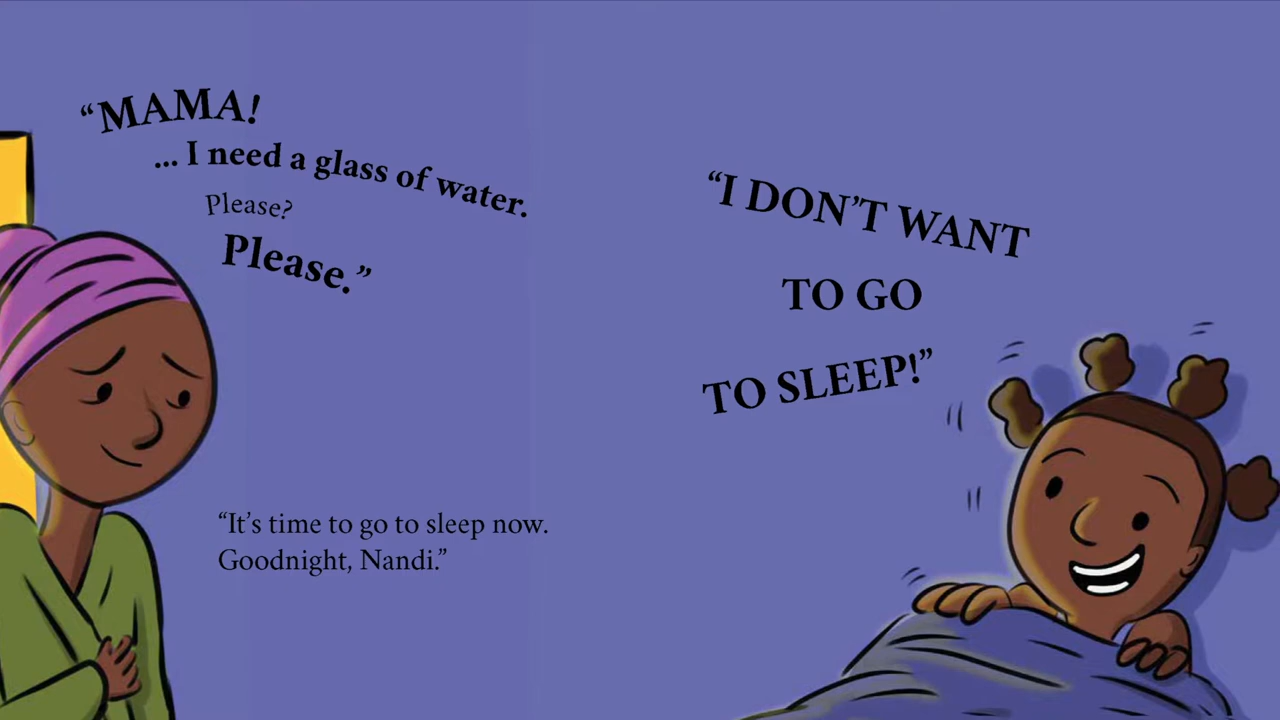 “MAMA!
... I need a glass of water.
Please?
Please.”
“It’s time to go to sleep now.
Goodnight, Nandi.”
“I DON’T WANT
TO GO
TO SLEEP!”